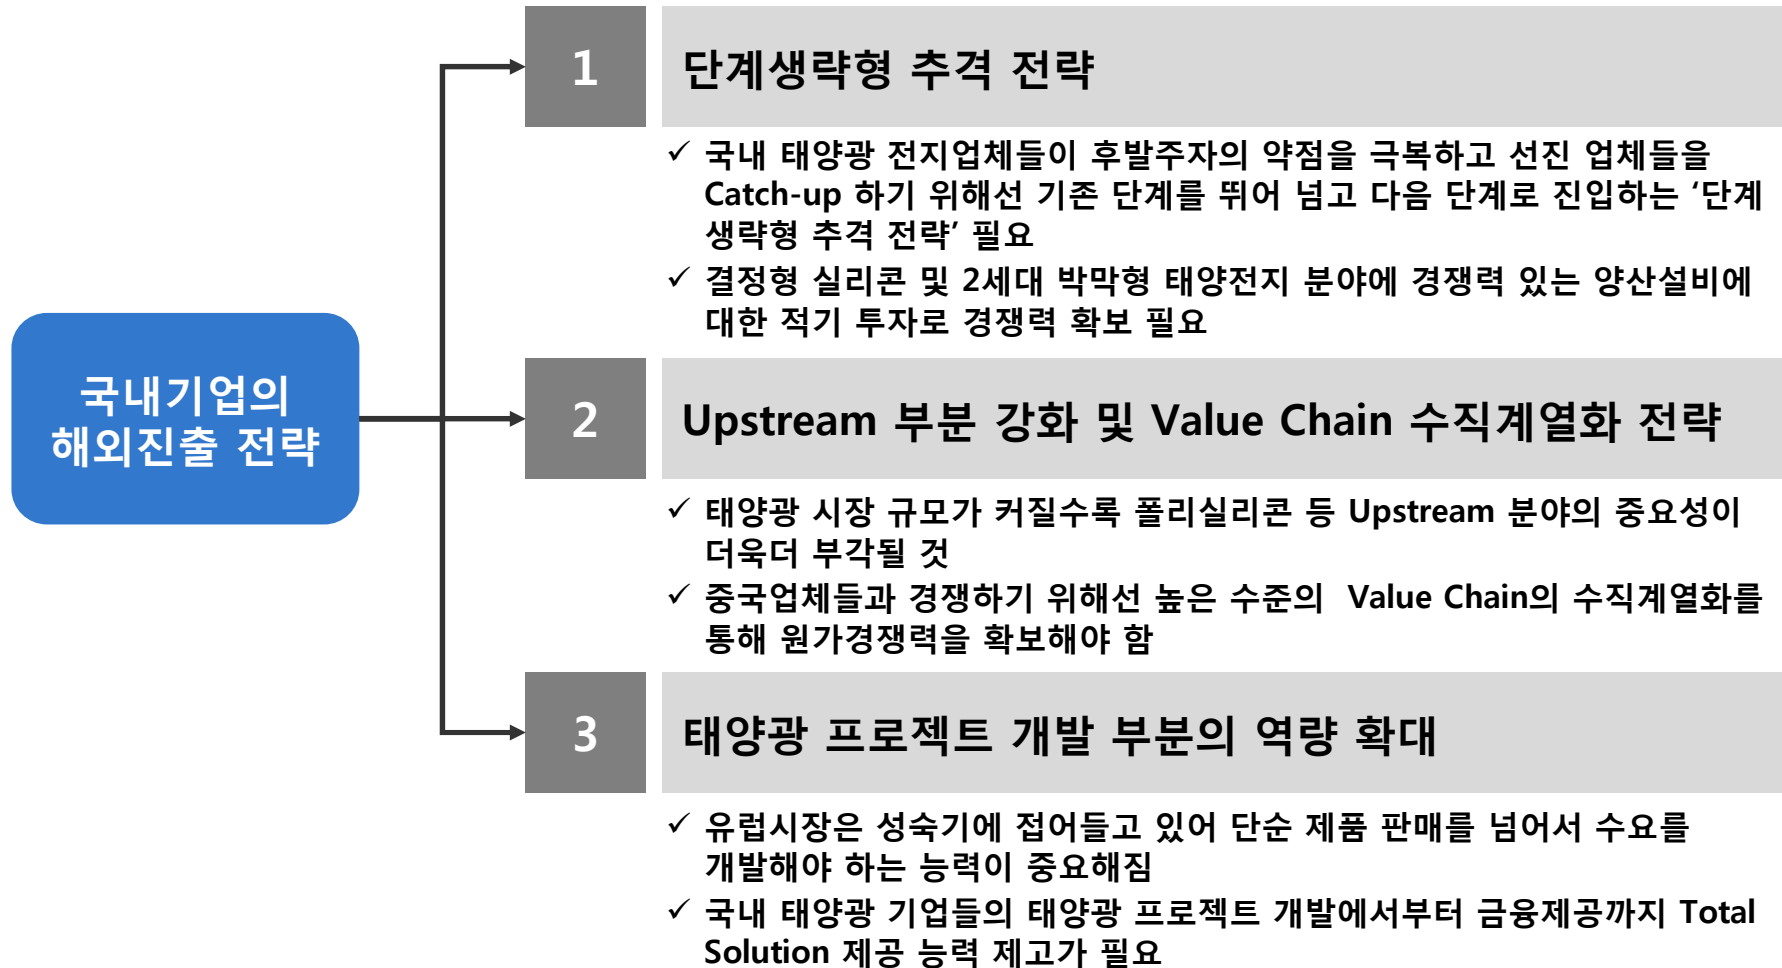 국내기업의
해외진출 전략
1
단계생략형 추격 전략
✓ 국내 태양광 전지업체들이 후발주자의 약점을 극복하고 선진 업체들을
Catch-up 하기 위해선 기존 단계를 뛰어 넘고 다음 단계로 진입하는 ‘단계
생략형 추격 전략’ 필요
✓ 결정형 실리콘 및 2세대 박막형 태양전지 분야에 경쟁력 있는 양산설비에
대한 적기 투자로 경쟁력 확보 필요
2
Upstream 부분 강화 및 Value Chain 수직계열화 전략
✓ 태양광 시장 규모가 커질수록 폴리실리콘 등 Upstream 분야의 중요성이
더욱더 부각될 것
✓ 중국업체들과 경쟁하기 위해선 높은 수준의 Value Chain의 수직계열화를
통해 원가경쟁력을 확보해야 함
3
태양광 프로젝트 개발 부분의 역량 확대
✓ 유럽시장은 성숙기에 접어들고 있어 단순 제품 판매를 넘어서 수요를
개발해야 하는 능력이 중요해짐
✓ 국내 태양광 기업들의 태양광 프로젝트 개발에서부터 금융제공까지 Total
Solution 제공 능력 제고가 필요